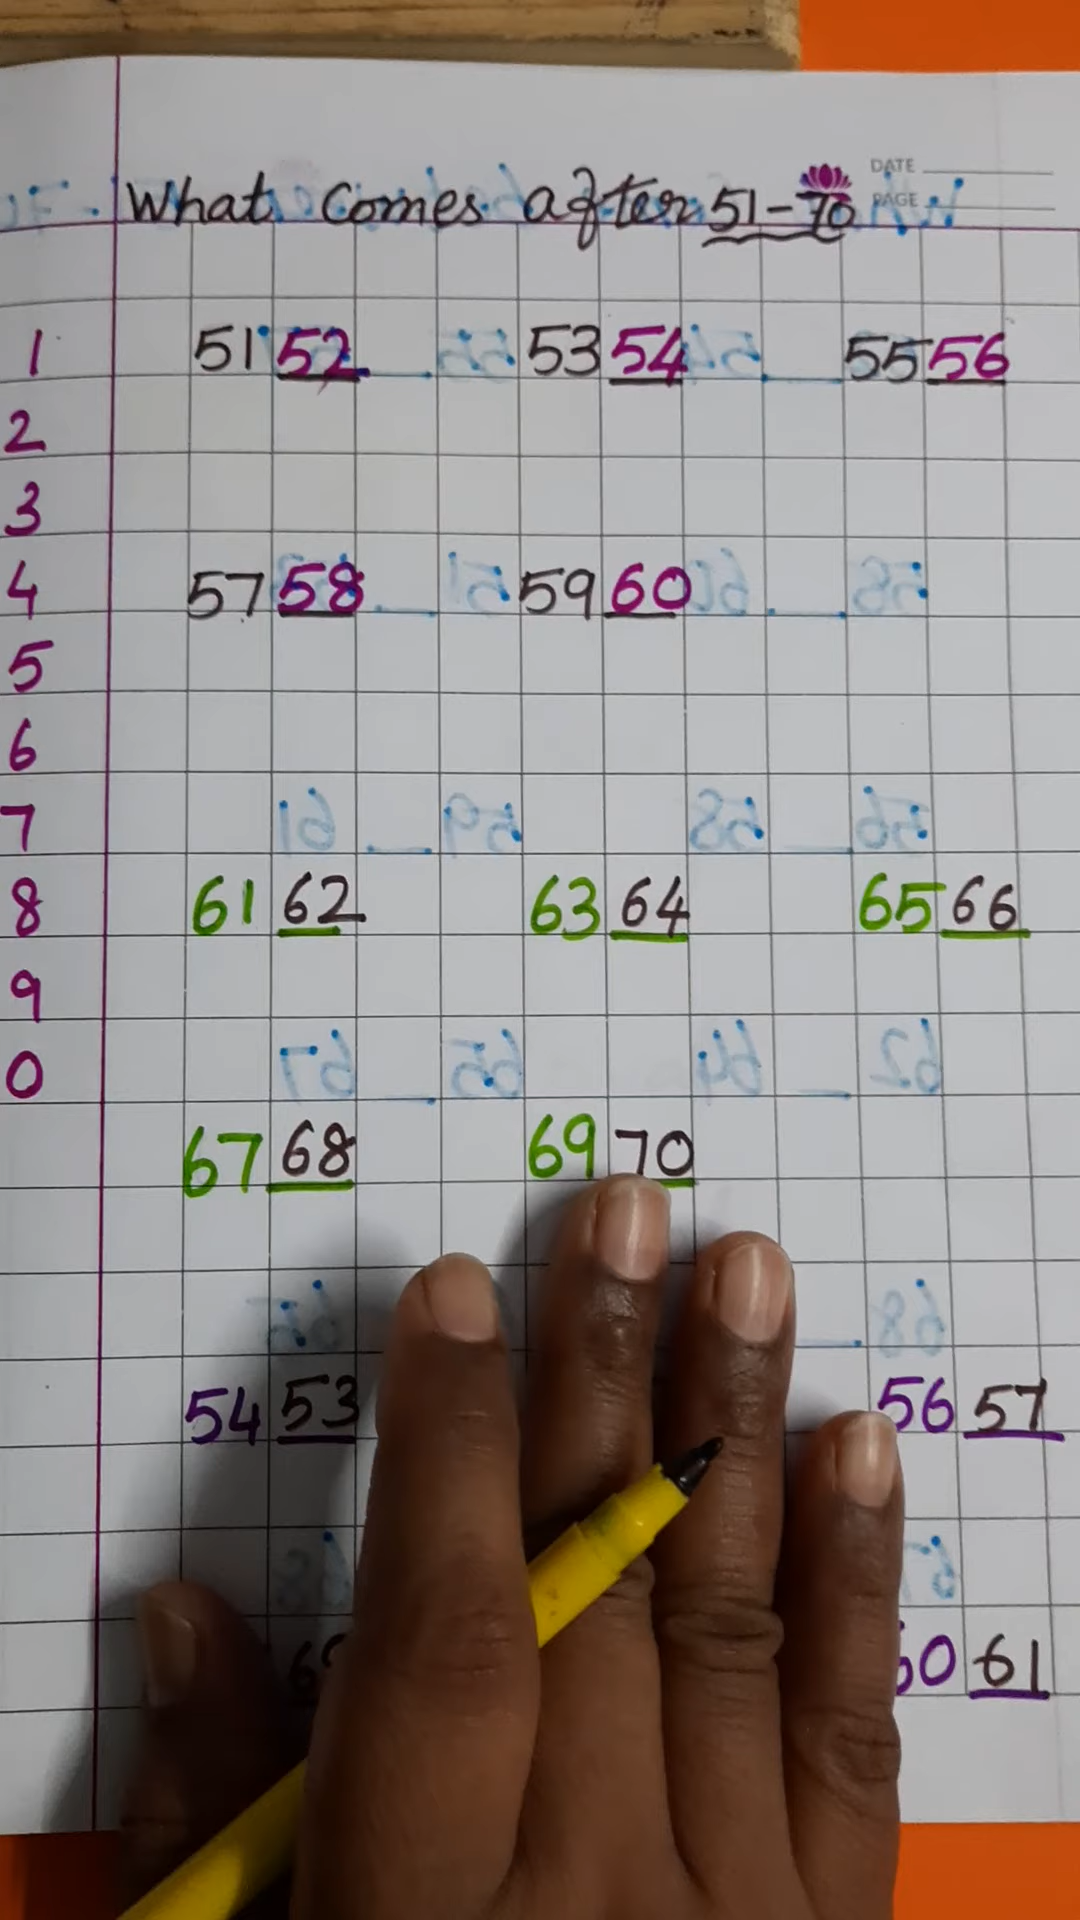 DATE
What Comes after 51-70
PAGE
1 51 52 53 54 55 56
2
3
4 57 58 59 60
5
6
7
8 61 62 63 64 65 66
9
0
67 68 69 70
54 53 56 57
61